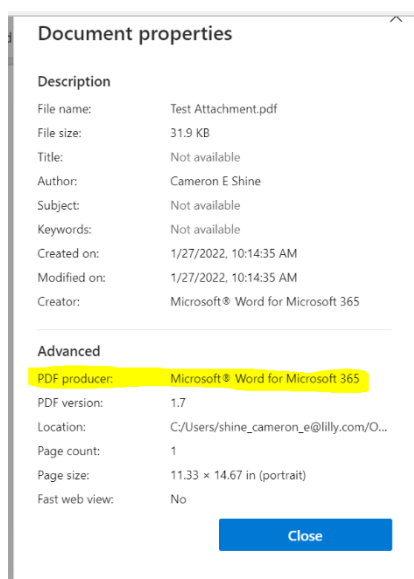 Document properties
Description
File name: Test Attachment.pdf
File size: 31.9 KB
Title: Not available
Author: Cameron E Shine
Subject: Not available
Keywords: Not available
Created on: 1/27/2022, 10:14:35 AM
Modified on: 1/27/2022, 10:14:35 AM
Creator: Microsoft® Word for Microsoft 365
Advanced
PDF producer: Microsoft® Word for Microsoft 365
PDF version: 1.7
Location: C:/Users/shine_cameron_e@lilly.com/O...
Page count: 1
Page size: 11.33 × 14.67 in (portrait)
Fast web view: No
Close